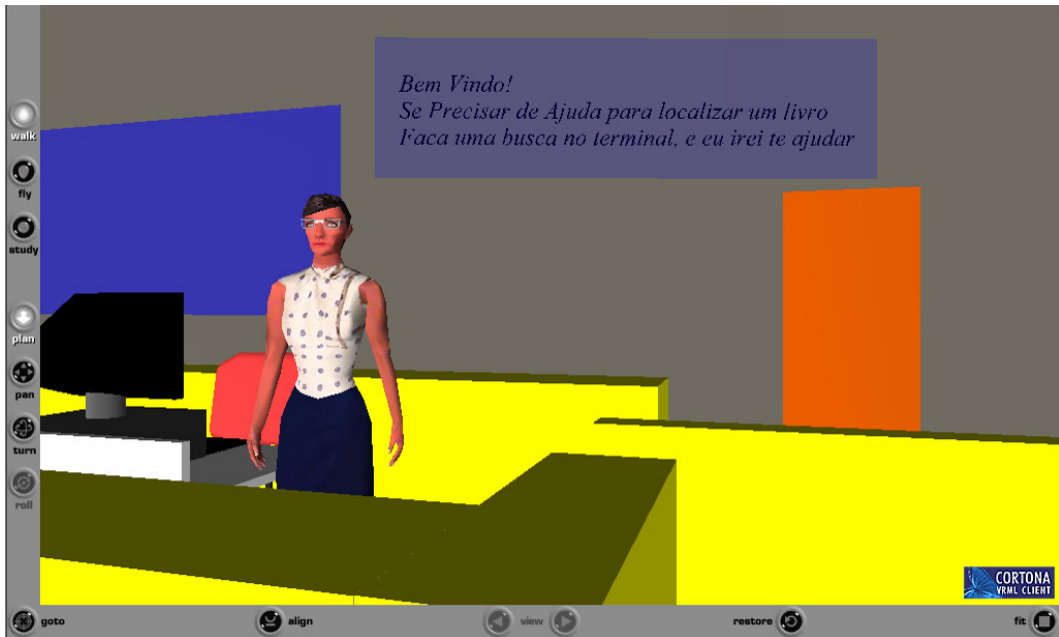 Bem Vindo!
Se Precisar de Ajuda para localizar um livro
Faca uma busca no terminal, e eu irei te ajudar
walk
fly
study
plan
pan
turn
roll
CORTONA
VRML CLIENT
goto
align
view
restore
fit